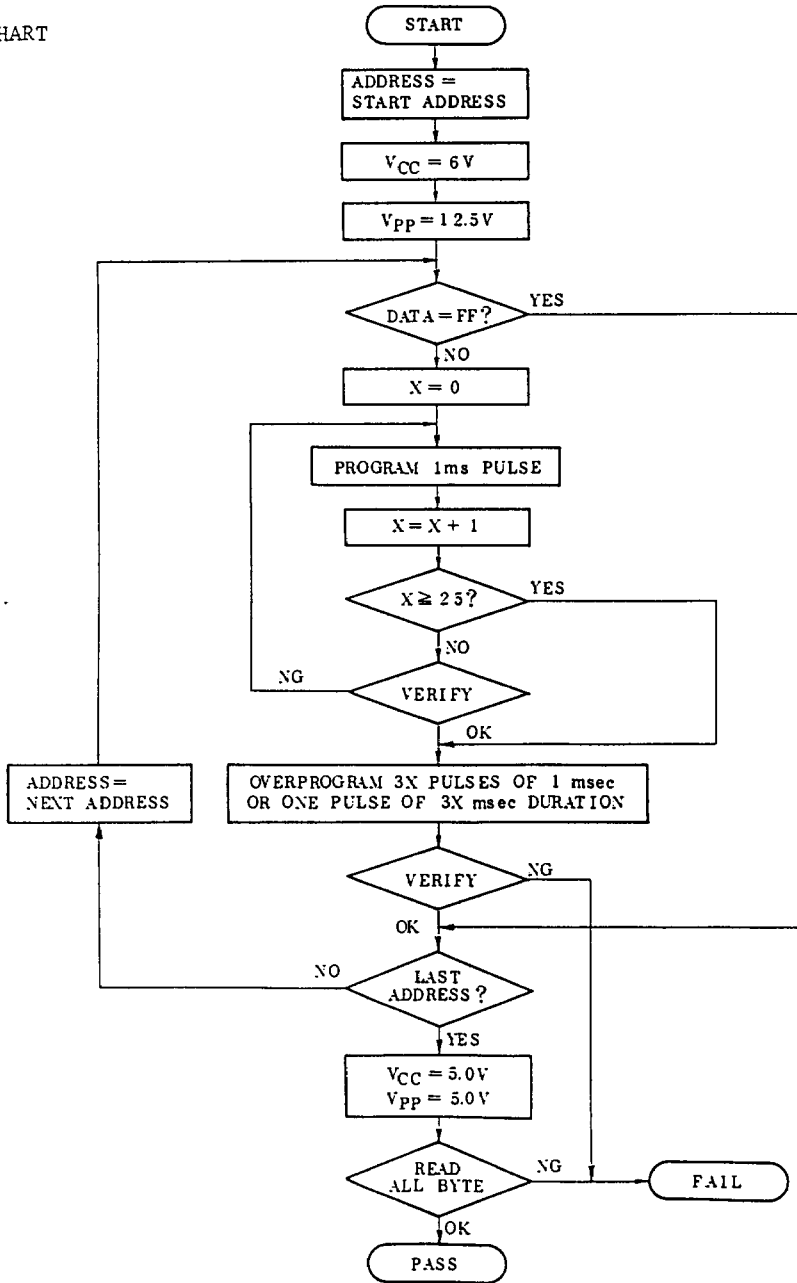 HART
START
ADDRESS =
START ADDRESS
VCC = 6V
VPP = 12.5V
DATA = FF?
YES
NO
X = 0
PROGRAM 1ms PULSE
X = X + 1
X ≧ 25?
YES
NO
NG
VERIFY
OK
ADDRESS =
NEXT ADDRESS
OVERPROGRAM 3X PULSES OF 1 msec
OR ONE PULSE OF 3X msec DURATION
VERIFY
NG
OK
NO
LAST
ADDRESS?
YES
VCC = 5.0V
VPP = 5.0V
READ
ALL BYTE
NG
FAIL
OK
PASS